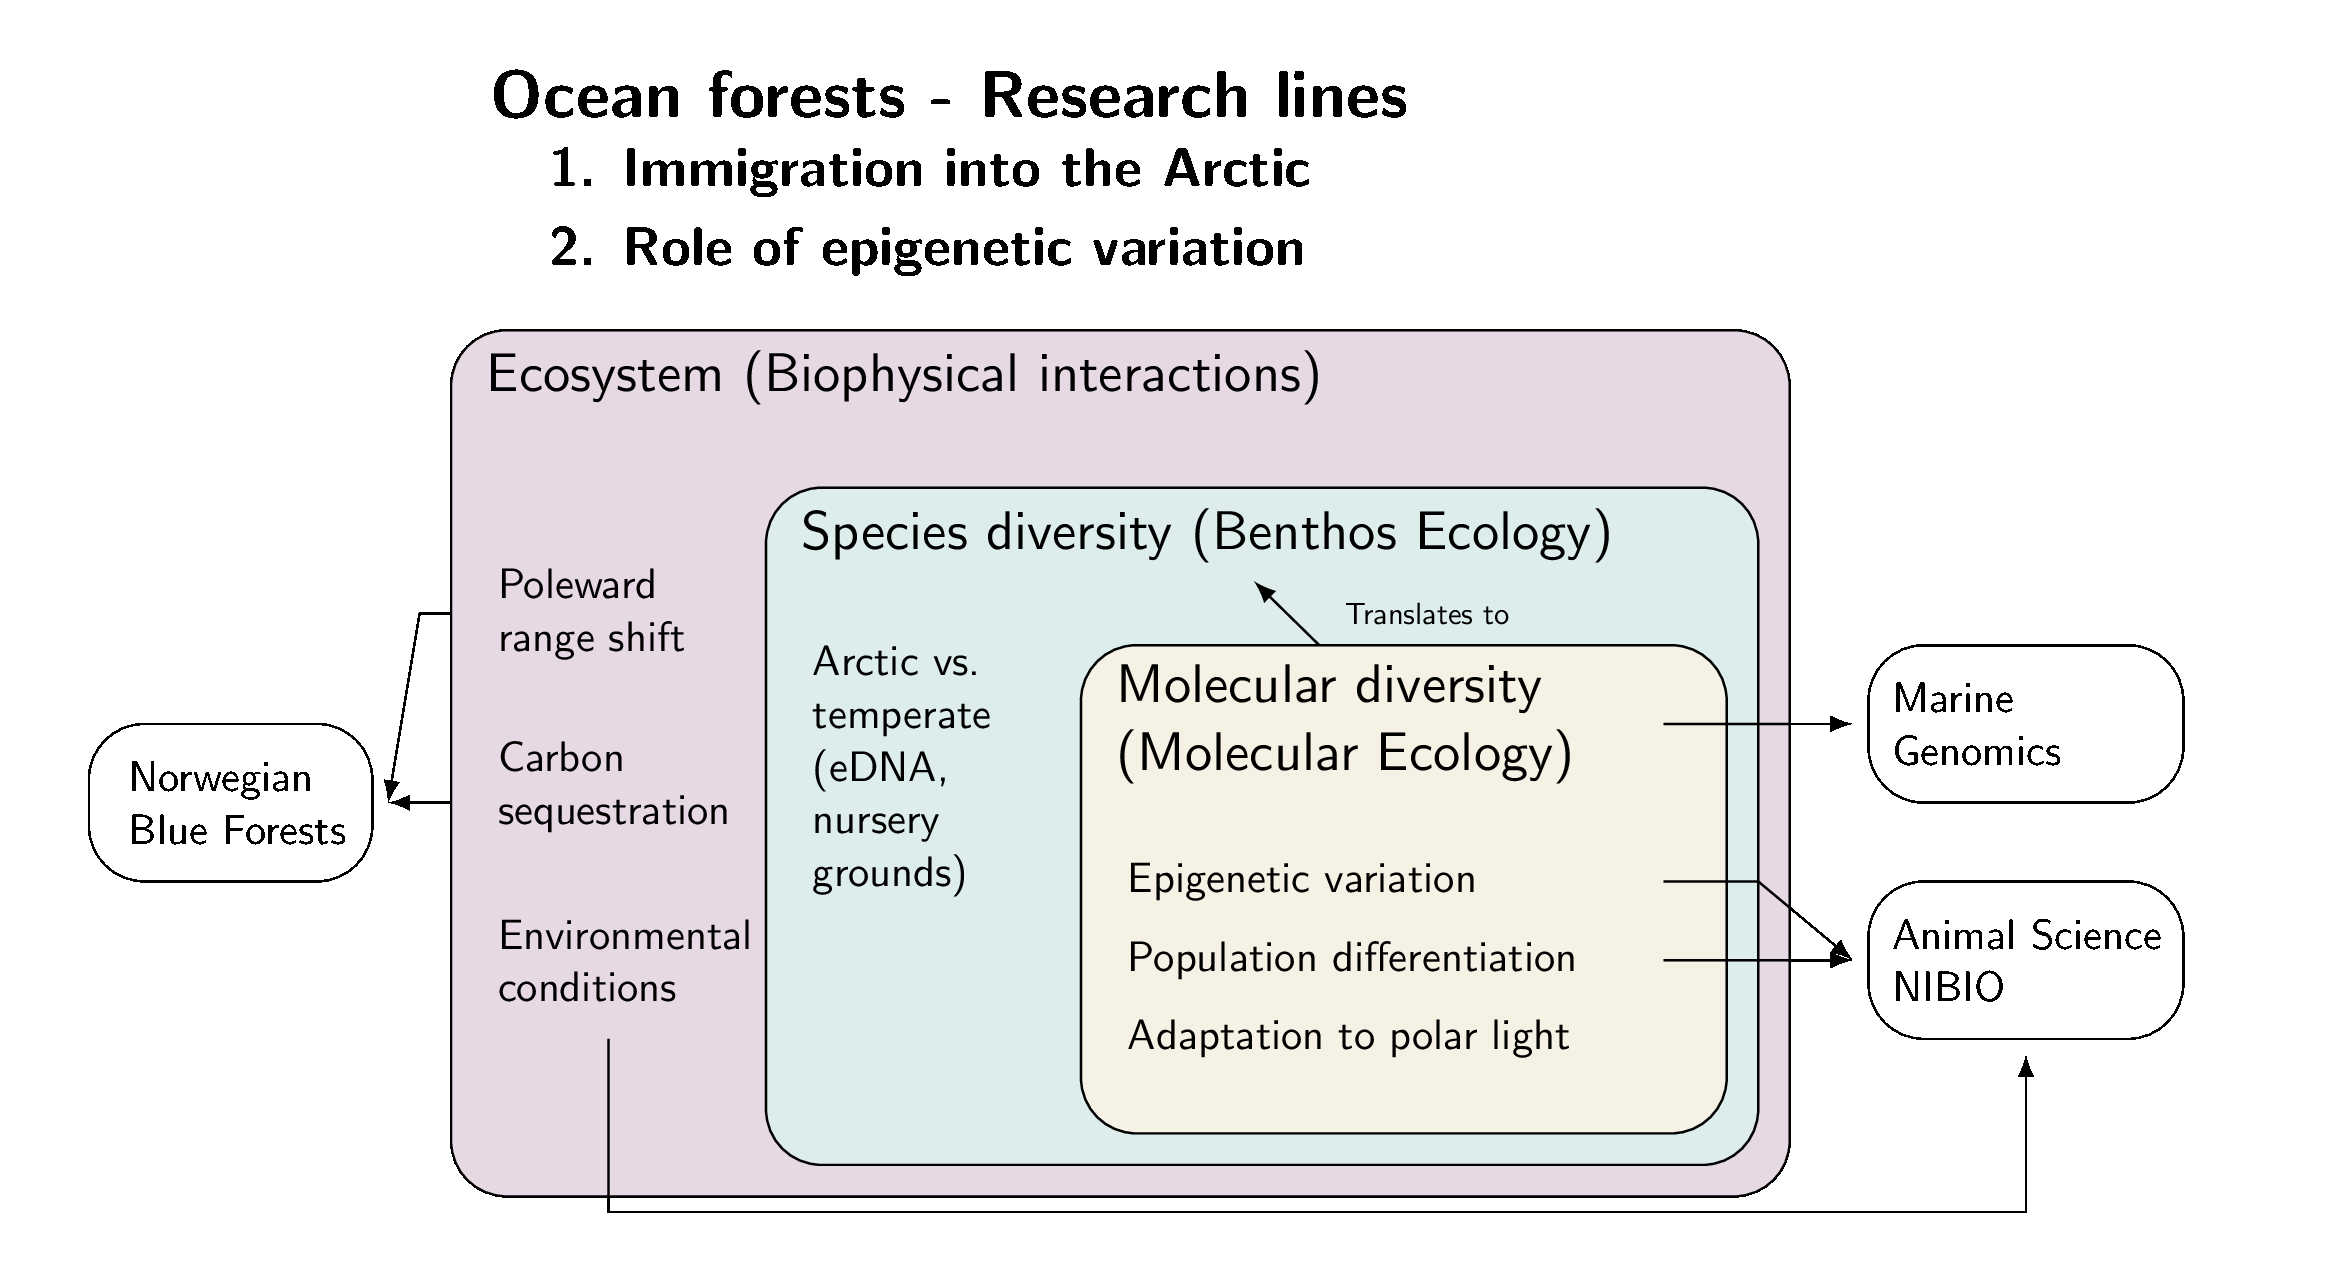 Ocean forests - Research lines
1. Immigration into the Arctic
2. Role of epigenetic variation
Ecosystem (Biophysical interactions)
Poleward
range shift
Carbon
sequestration
Environmental
conditions
Species diversity (Benthos Ecology)
Translates to
Arctic vs.
temperate
(eDNA,
nursery
grounds)
Molecular diversity
(Molecular Ecology)
Epigenetic variation
Population differentiation
Adaptation to polar light
Norwegian
Blue Forests
Marine
Genomics
Animal Science
NIBIO